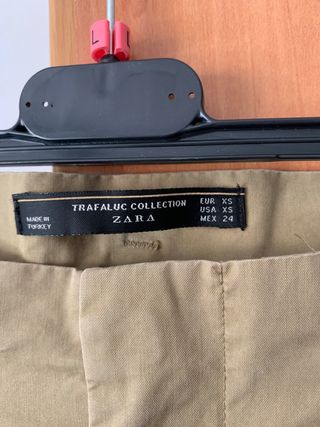 L
TRAFALUC COLLECTION
ZARA
MADE IN
TURKEY
EUR XS
USA XS
MEX 24